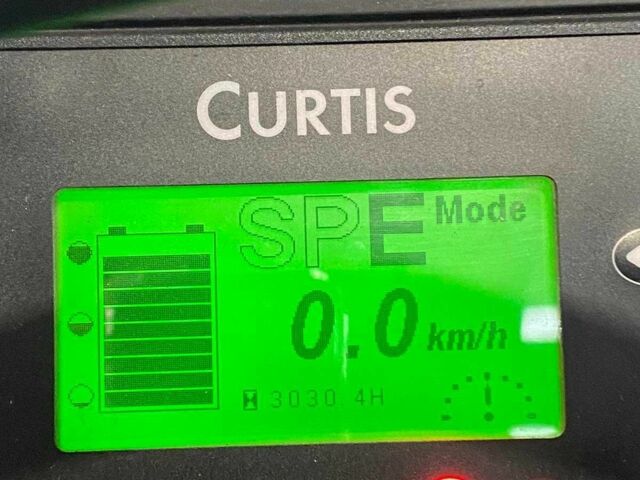 CURTIS
SPE Mode
0.0 km/h
3030.4H